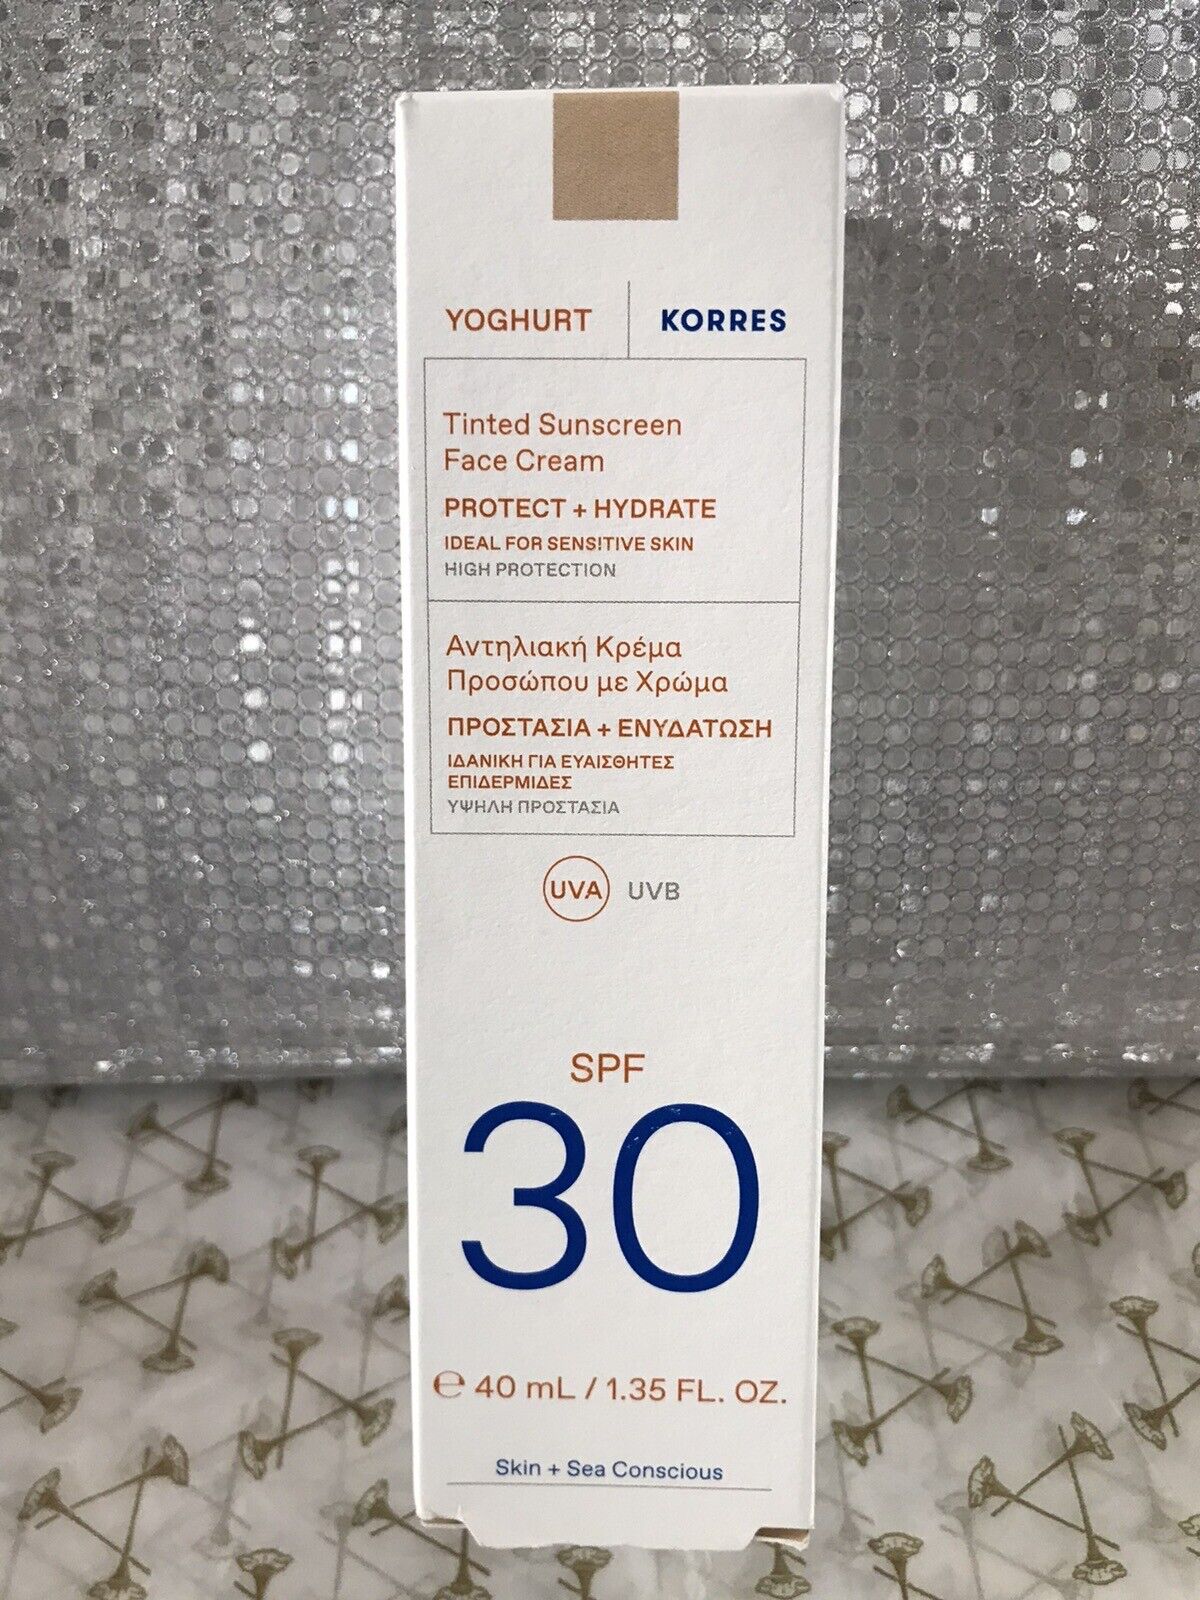 YOGHURT KORRES
Tinted Sunscreen
Face Cream
PROTECT + HYDRATE
IDEAL FOR SENSITIVE SKIN
HIGH PROTECTION
Αντηλιακή Κρέμα
Προσώπου με Χρώμα
ΠΡΟΣΤΑΣΙΑ + ΕΝΥΔΑΤΩΣΗ
ΙΔΑΝΙΚΗ ΓΙΑ ΕΥΑΙΣΘΗΤΕΣ
ΕΠΙΔΕΡΜΙΔΕΣ
ΥΨΗΛΗ ΠΡΟΣΤΑΣΙΑ
UVA UVB
SPF
30
℮ 40 mL / 1.35 FL. OZ.
Skin + Sea Conscious